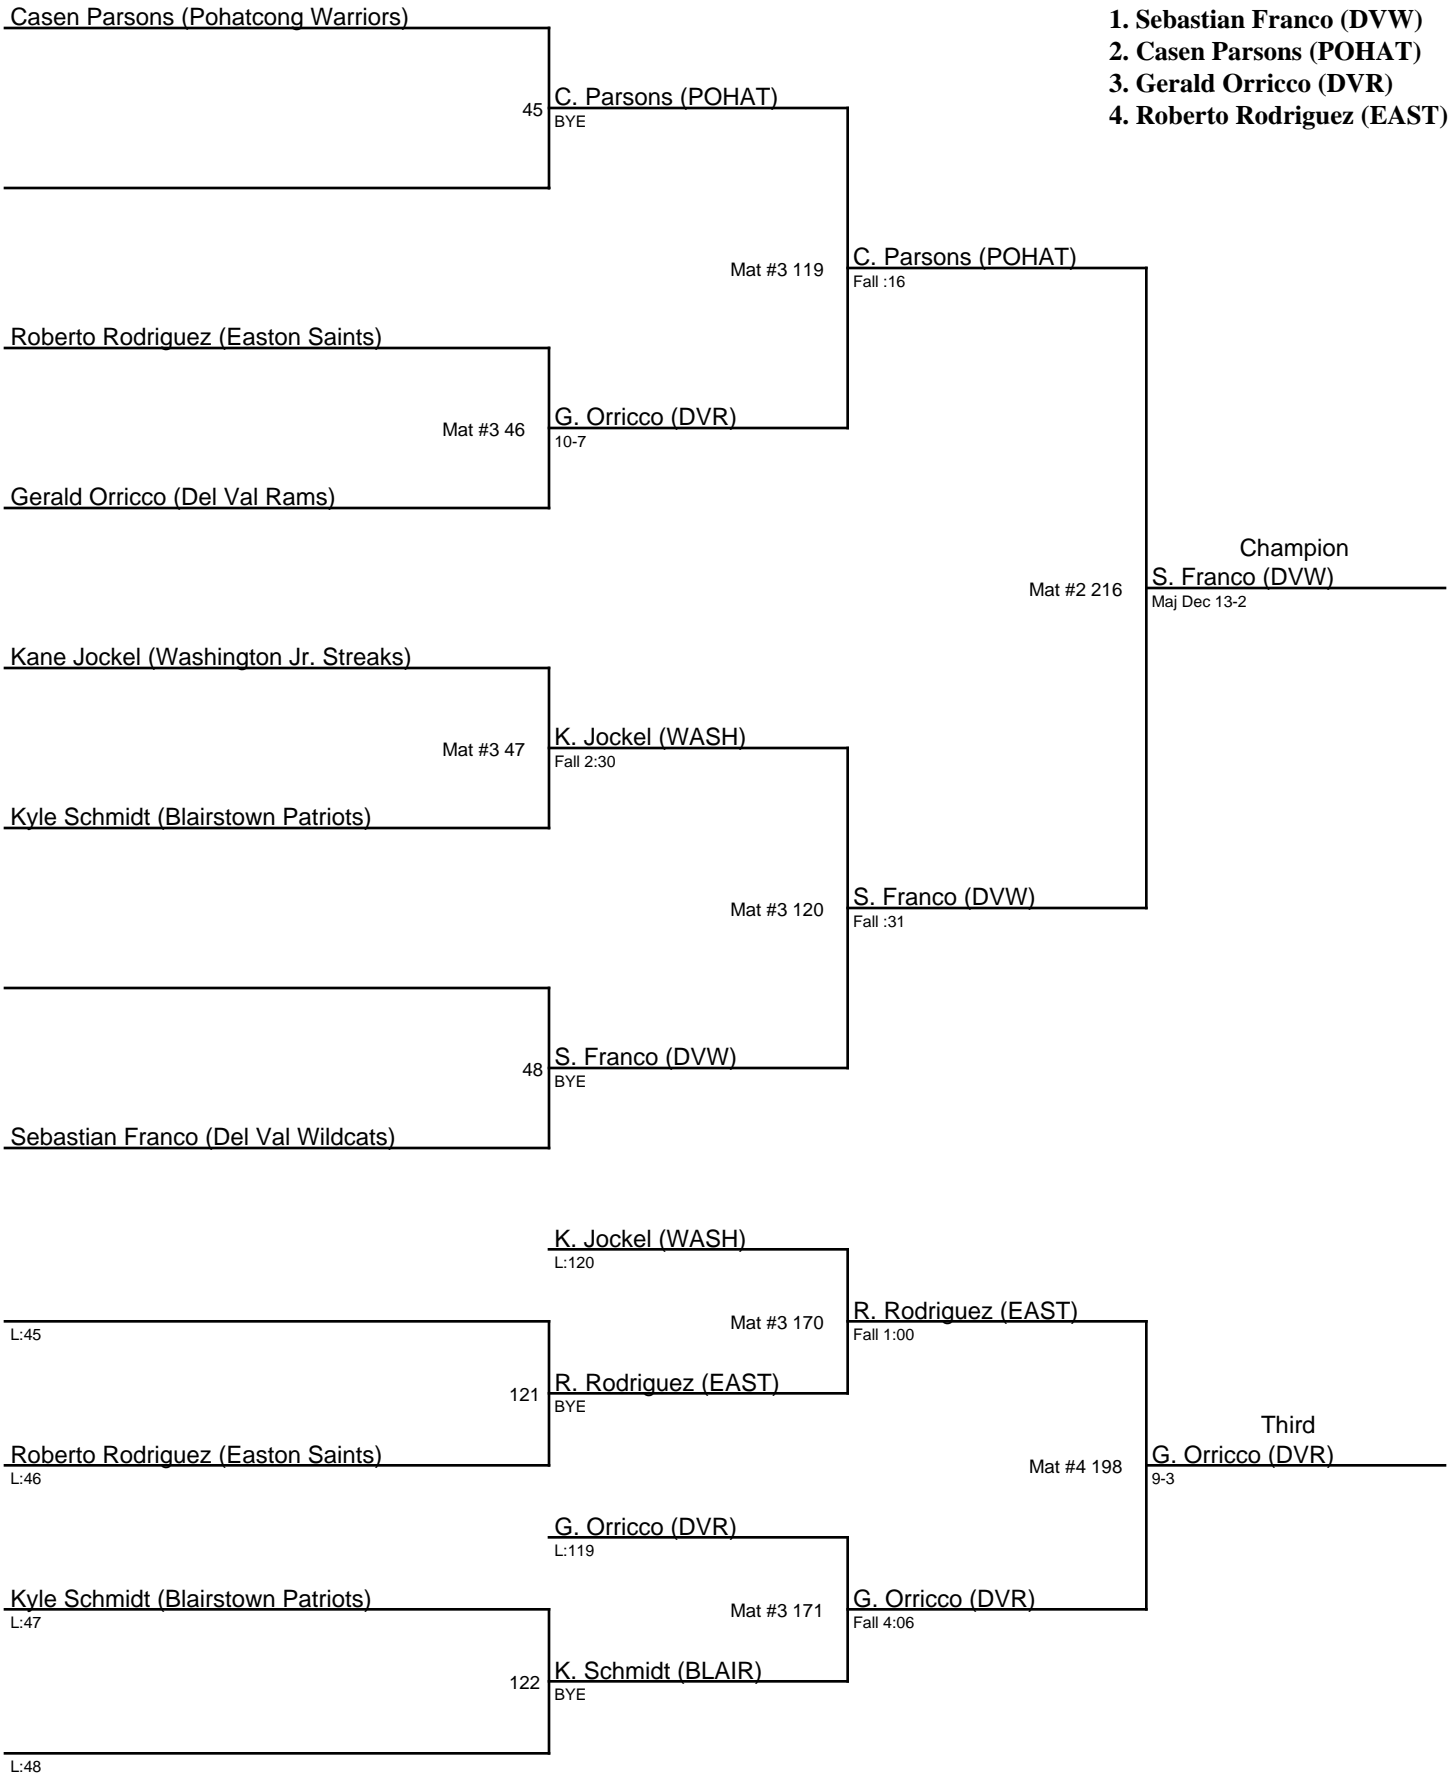 Casen Parsons (Pohatcong Warriors)
1. Sebastian Franco (DVW)
2. Casen Parsons (POHAT)
3. Gerald Orricco (DVR)
4. Roberto Rodriguez (EAST)
C. Parsons (POHAT)
45
BYE
C. Parsons (POHAT)
Mat #3 119
Fall :16
Roberto Rodriguez (Easton Saints)
G. Orricco (DVR)
Mat #3 46
10-7
Gerald Orricco (Del Val Rams)
Champion
S. Franco (DVW)
Mat #2 216
Maj Dec 13-2
Kane Jockel (Washington Jr. Streaks)
K. Jockel (WASH)
Mat #3 47
Fall 2:30
Kyle Schmidt (Blairstown Patriots)
S. Franco (DVW)
Mat #3 120
Fall :31
S. Franco (DVW)
48
BYE
Sebastian Franco (Del Val Wildcats)
K. Jockel (WASH)
L:120
R. Rodriguez (EAST)
Mat #3 170
Fall 1:00
L:45
R. Rodriguez (EAST)
121
BYE
Third
Roberto Rodriguez (Easton Saints)
L:46
G. Orricco (DVR)
Mat #4 198
9-3
G. Orricco (DVR)
L:119
Kyle Schmidt (Blairstown Patriots)
L:47
G. Orricco (DVR)
Mat #3 171
Fall 4:06
K. Schmidt (BLAIR)
122
BYE
L:48